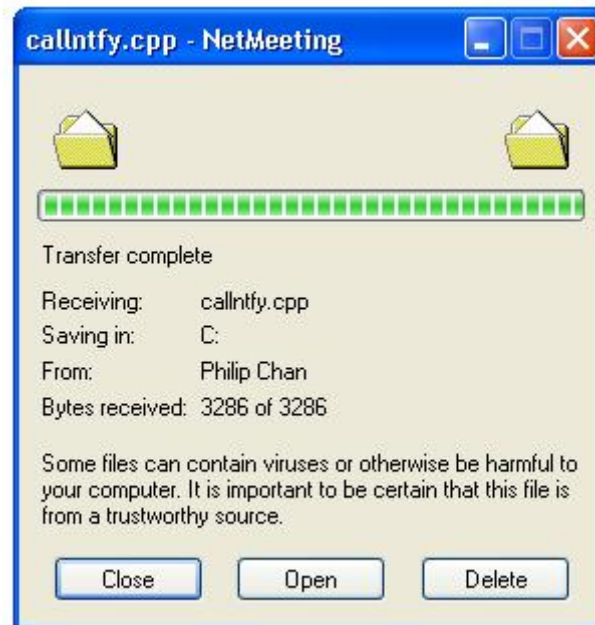 callntfy.cpp - NetMeeting
Transfer complete
Receiving: callntfy.cpp
Saving in: C:
From: Philip Chan
Bytes received: 3286 of 3286
Some files can contain viruses or otherwise be harmful to
your computer. It is important to be certain that this file is
from a trustworthy source.
Close Open Delete